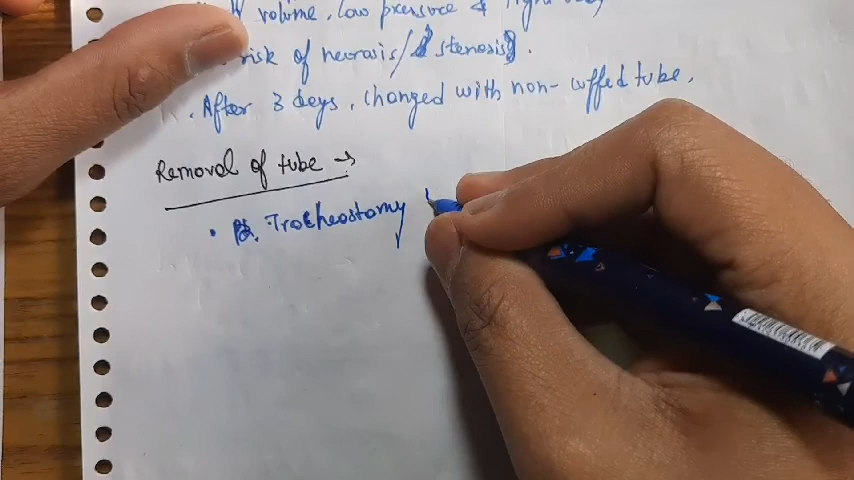 volume, low pressure &
risk of necrosis/ stenosis.
. After 3 days, changed with non-cuffed tube.
Removal of tube →
. Tracheostomy